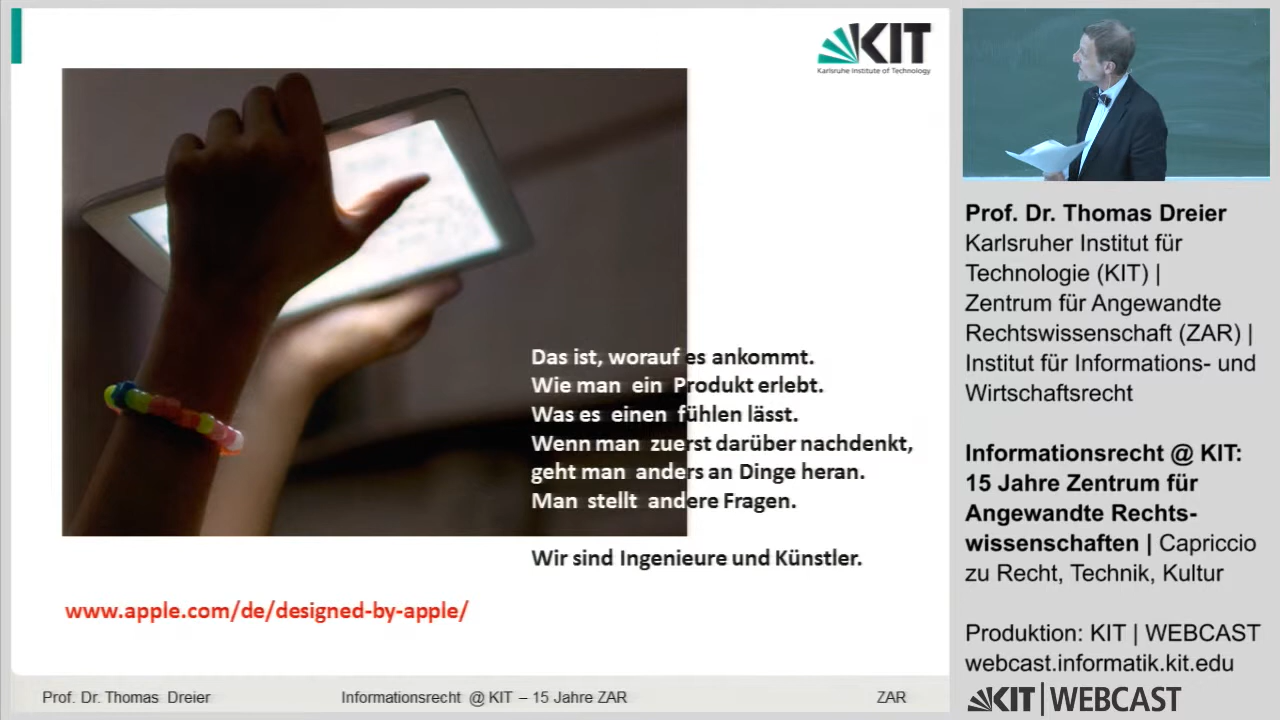 KIT
Karlsruhe Institute of Technology
Das ist, worauf es ankommt.
Wie man ein Produkt erlebt.
Was es einen fühlen lässt.
Wenn man zuerst darüber nachdenkt,
geht man anders an Dinge heran.
Man stellt andere Fragen.
Wir sind Ingenieure und Künstler.
www.apple.com/de/designed-by-apple/
Prof. Dr. Thomas Dreier Informationsrecht @ KIT – 15 Jahre ZAR ZAR
Prof. Dr. Thomas Dreier
Karlsruher Institut für
Technologie (KIT) |
Zentrum für Angewandte
Rechtswissenschaft (ZAR) |
Institut für Informations- und
Wirtschaftsrecht
Informationsrecht @ KIT:
15 Jahre Zentrum für
Angewandte Rechts-
wissenschaften | Capriccio
zu Recht, Technik, Kultur
Produktion: KIT | WEBCAST
webcast.informatik.kit.edu
KIT | WEBCAST